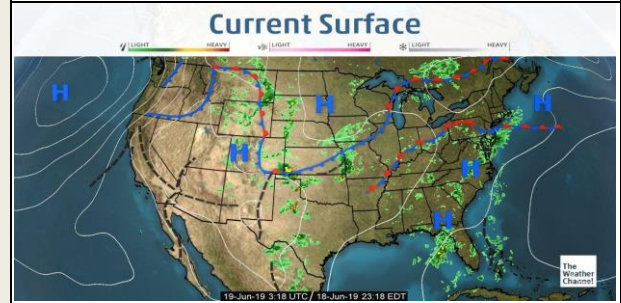 Current Surface
LIGHT HEAVY LIGHT HEAVY LIGHT HEAVY
H
H
H
H
H
H
The
Weather
Channel
19-Jun-19 3:18 UTC / 18-Jun-19 23:18 EDT